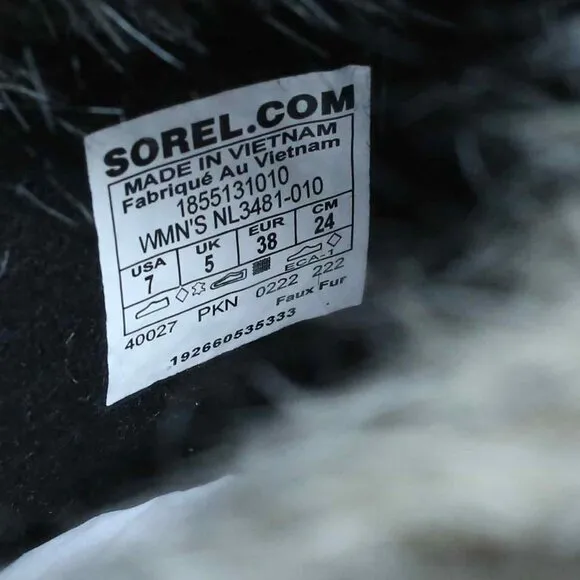 SOREL.COM
MADE IN VIETNAM
Fabriqué Au Vietnam
1855131010
WMN'S NL3481-010
USA UK EUR CM
7 5 38 24
ECA-1
40027 PKN 0222 222
Faux Fur
192660535333